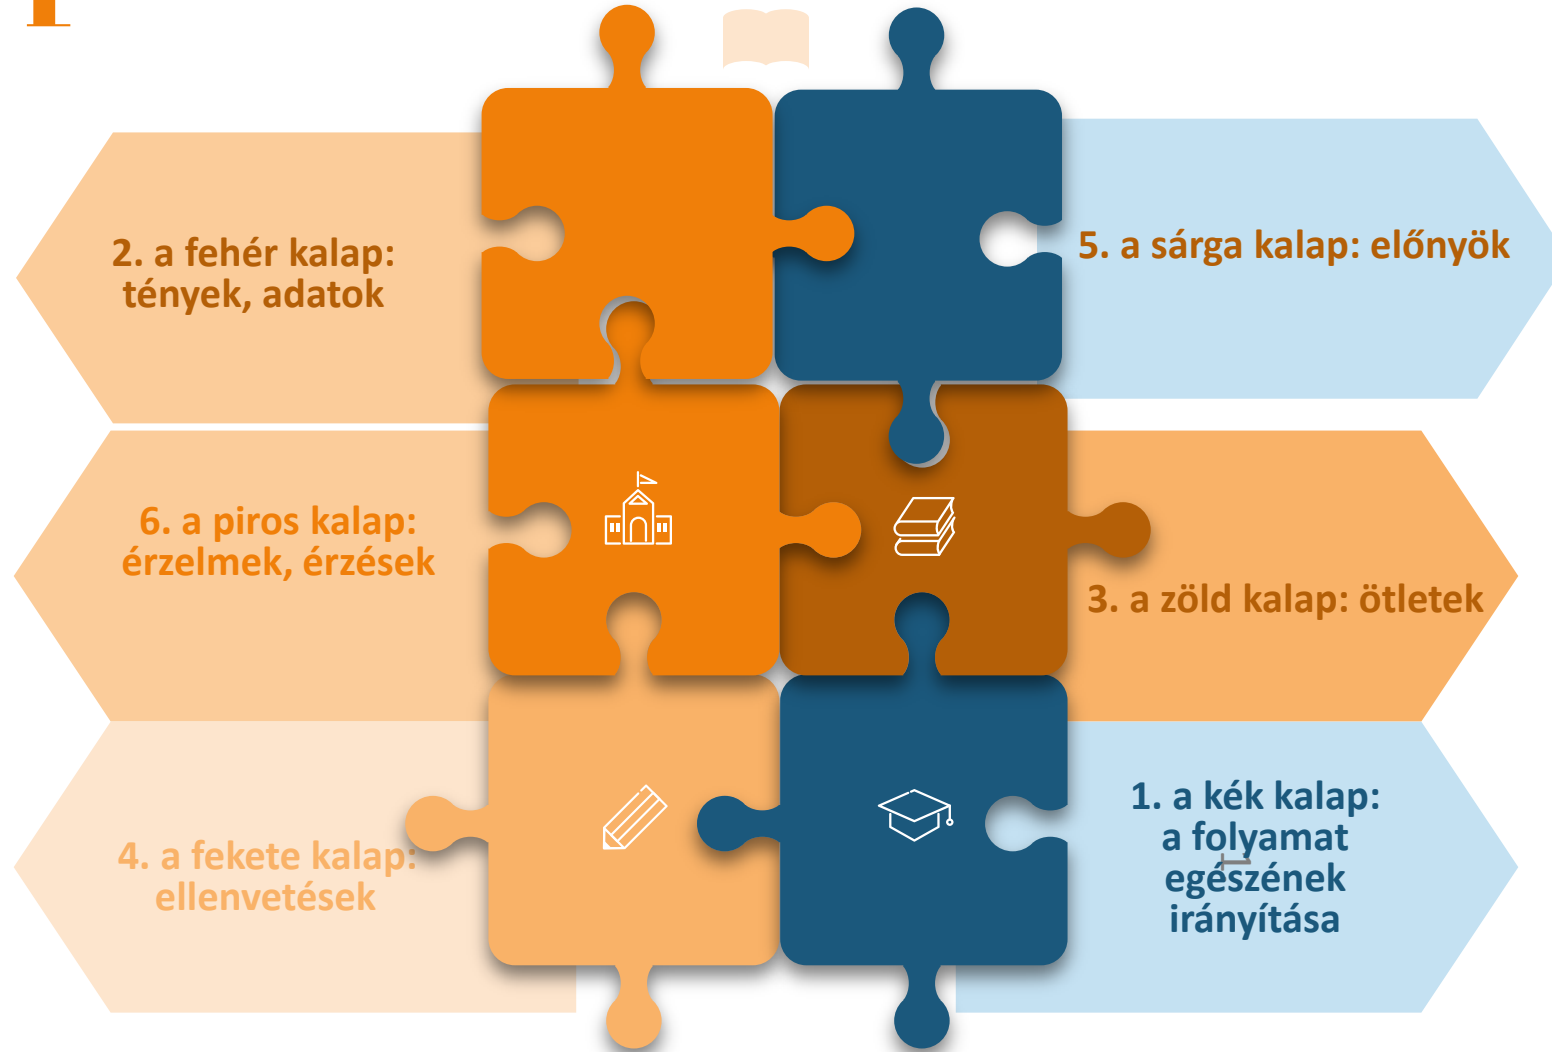 2. a fehér kalap:
tények, adatok
5. a sárga kalap: előnyök
6. a piros kalap:
érzelmek, érzések
3. a zöld kalap: ötletek
4. a fekete kalap:
ellenvetések
1. a kék kalap:
a folyamat
egészének
irányítása